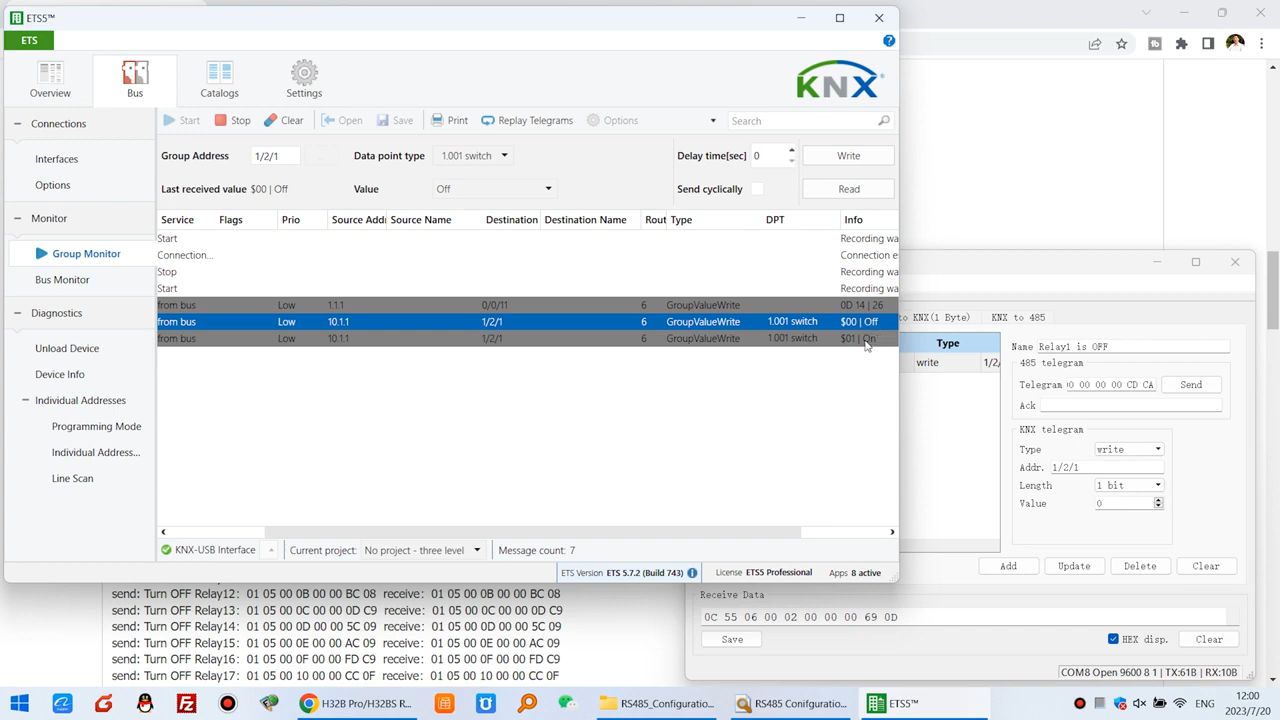 ETS5™
ETS
Overview
Bus
Catalogs
Settings
KNX
Connections
Interfaces
Options
Monitor
Group Monitor
Bus Monitor
Diagnostics
Unload Device
Device Info
Individual Addresses
Programming Mode
Individual Address...
Line Scan
Start Stop Clear Open Save Print Replay Telegrams Options Search
Group Address 1/2/1 ... Data point type 1.001 switch Delay time[sec] 0 Write
Last received value $00 | Off Value Off Send cyclically Read
Service Flags Prio Source Addr Source Name Destination Destination Name Rout Type DPT Info
Start Recording wa
Connection... Connection e
Stop Recording wa
Start Recording wa
from bus Low 1.1.1 0/0/11 6 GroupValueWrite 0D 14 | 26
from bus Low 10.1.1 1/2/1 6 GroupValueWrite 1.001 switch $00 | Off
from bus Low 10.1.1 1/2/1 6 GroupValueWrite 1.001 switch $01 | On
KNX-USB Interface Current project: No project - three level Message count: 7
ETS Version ETS 5.7.2 (Build 743) License ETS5 Professional Apps 8 active
to KNX(1 Byte) KNX to 485
Type
write 1/2/
Name Relay1 is OFF
485 telegram
Telegram 00 00 00 00 CD CA Send
Ack
KNX telegram
Type write
Addr. 1/2/1
Length 1 bit
Value 0
Add Update Delete Clear
Receive Data
0C 55 06 00 02 00 00 00 69 0D
Save HEX disp. Clear
COM8 Open 9600 8 1 | TX:61B | RX:10B
send: Turn OFF Relay12: 01 05 00 0B 00 00 BC 08 receive: 01 05 00 0B 00 00 BC 08
send: Turn OFF Relay13: 01 05 00 0C 00 00 0D C9 receive: 01 05 00 0C 00 00 0D C9
send: Turn OFF Relay14: 01 05 00 0D 00 00 5C 09 receive: 01 05 00 0D 00 00 5C 09
send: Turn OFF Relay15: 01 05 00 0E 00 00 AC 09 receive: 01 05 00 0E 00 00 AC 09
send: Turn OFF Relay16: 01 05 00 0F 00 00 FD C9 receive: 01 05 00 0F 00 00 FD C9
send: Turn OFF Relay17: 01 05 00 10 00 00 CC 0F receive: 01 05 00 10 00 00 CC 0F
H32B Pro/H32BS R... RS485_Configuratio... RS485 Confifguratio... ETS5™ ENG 12:00
2023/7/20